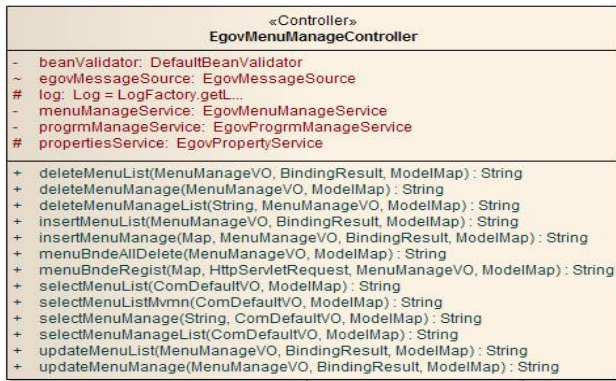 «Controller»
EgovMenuManageController
- beanValidator: DefaultBeanValidator
~ egovMessageSource: EgovMessageSource
# log: Log = LogFactory.getL...
- menuManageService: EgovMenuManageService
- progrmManageService: EgovProgrmManageService
# propertiesService: EgovPropertyService
+ deleteMenuList(MenuManageVO, BindingResult, ModelMap) : String
+ deleteMenuManage(MenuManageVO, ModelMap) : String
+ deleteMenuManageList(String, MenuManageVO, ModelMap) : String
+ insertMenuList(MenuManageVO, BindingResult, ModelMap) : String
+ insertMenuManage(Map, MenuManageVO, BindingResult, ModelMap) : String
+ menuBndeAllDelete(MenuManageVO, ModelMap) : String
+ menuBndeRegist(Map, HttpServletRequest, MenuManageVO, ModelMap) : String
+ selectMenuList(ComDefaultVO, ModelMap) : String
+ selectMenuListMvmn(ComDefaultVO, ModelMap) : String
+ selectMenuManage(String, ComDefaultVO, ModelMap) : String
+ selectMenuManageList(ComDefaultVO, ModelMap) : String
+ updateMenuList(MenuManageVO, BindingResult, ModelMap) : String
+ updateMenuManage(MenuManageVO, BindingResult, ModelMap) : String